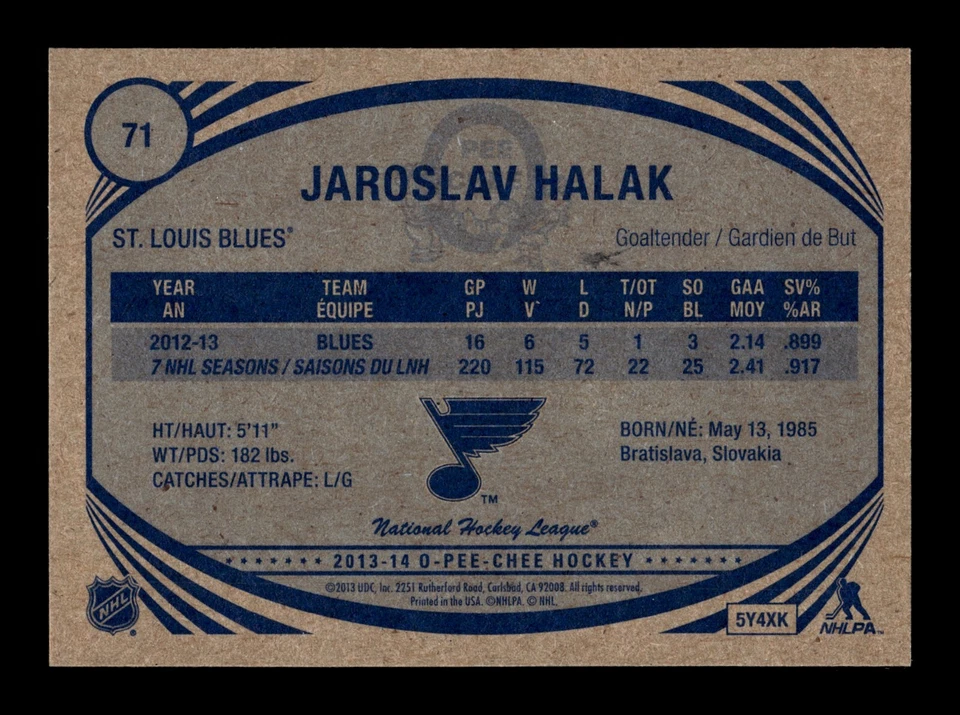 71
JAROSLAV HALAK
ST. LOUIS BLUES®
Goaltender / Gardien de But
YEAR TEAM GP W L T/OT SO GAA SV%
AN ÉQUIPE PJ V D N/P BL MOY %AR
2012-13 BLUES 16 6 5 1 3 2.14 .899
7 NHL SEASONS / SAISONS DU LNH 220 115 72 22 25 2.41 .917
HT/HAUT: 5'11"
WT/PDS: 182 lbs.
CATCHES/ATTRAPE: L/G
BORN/NÉ: May 13, 1985
Bratislava, Slovakia
TM
National Hockey League®
2013-14 O-PEE-CHEE HOCKEY
©2013 UDC, Inc. 2251 Rutherford Road, Carlsbad, CA 92008. All rights reserved.
Printed in the USA. ©NHLPA. © NHL.
NHL®
5Y4XK
NHLPA™